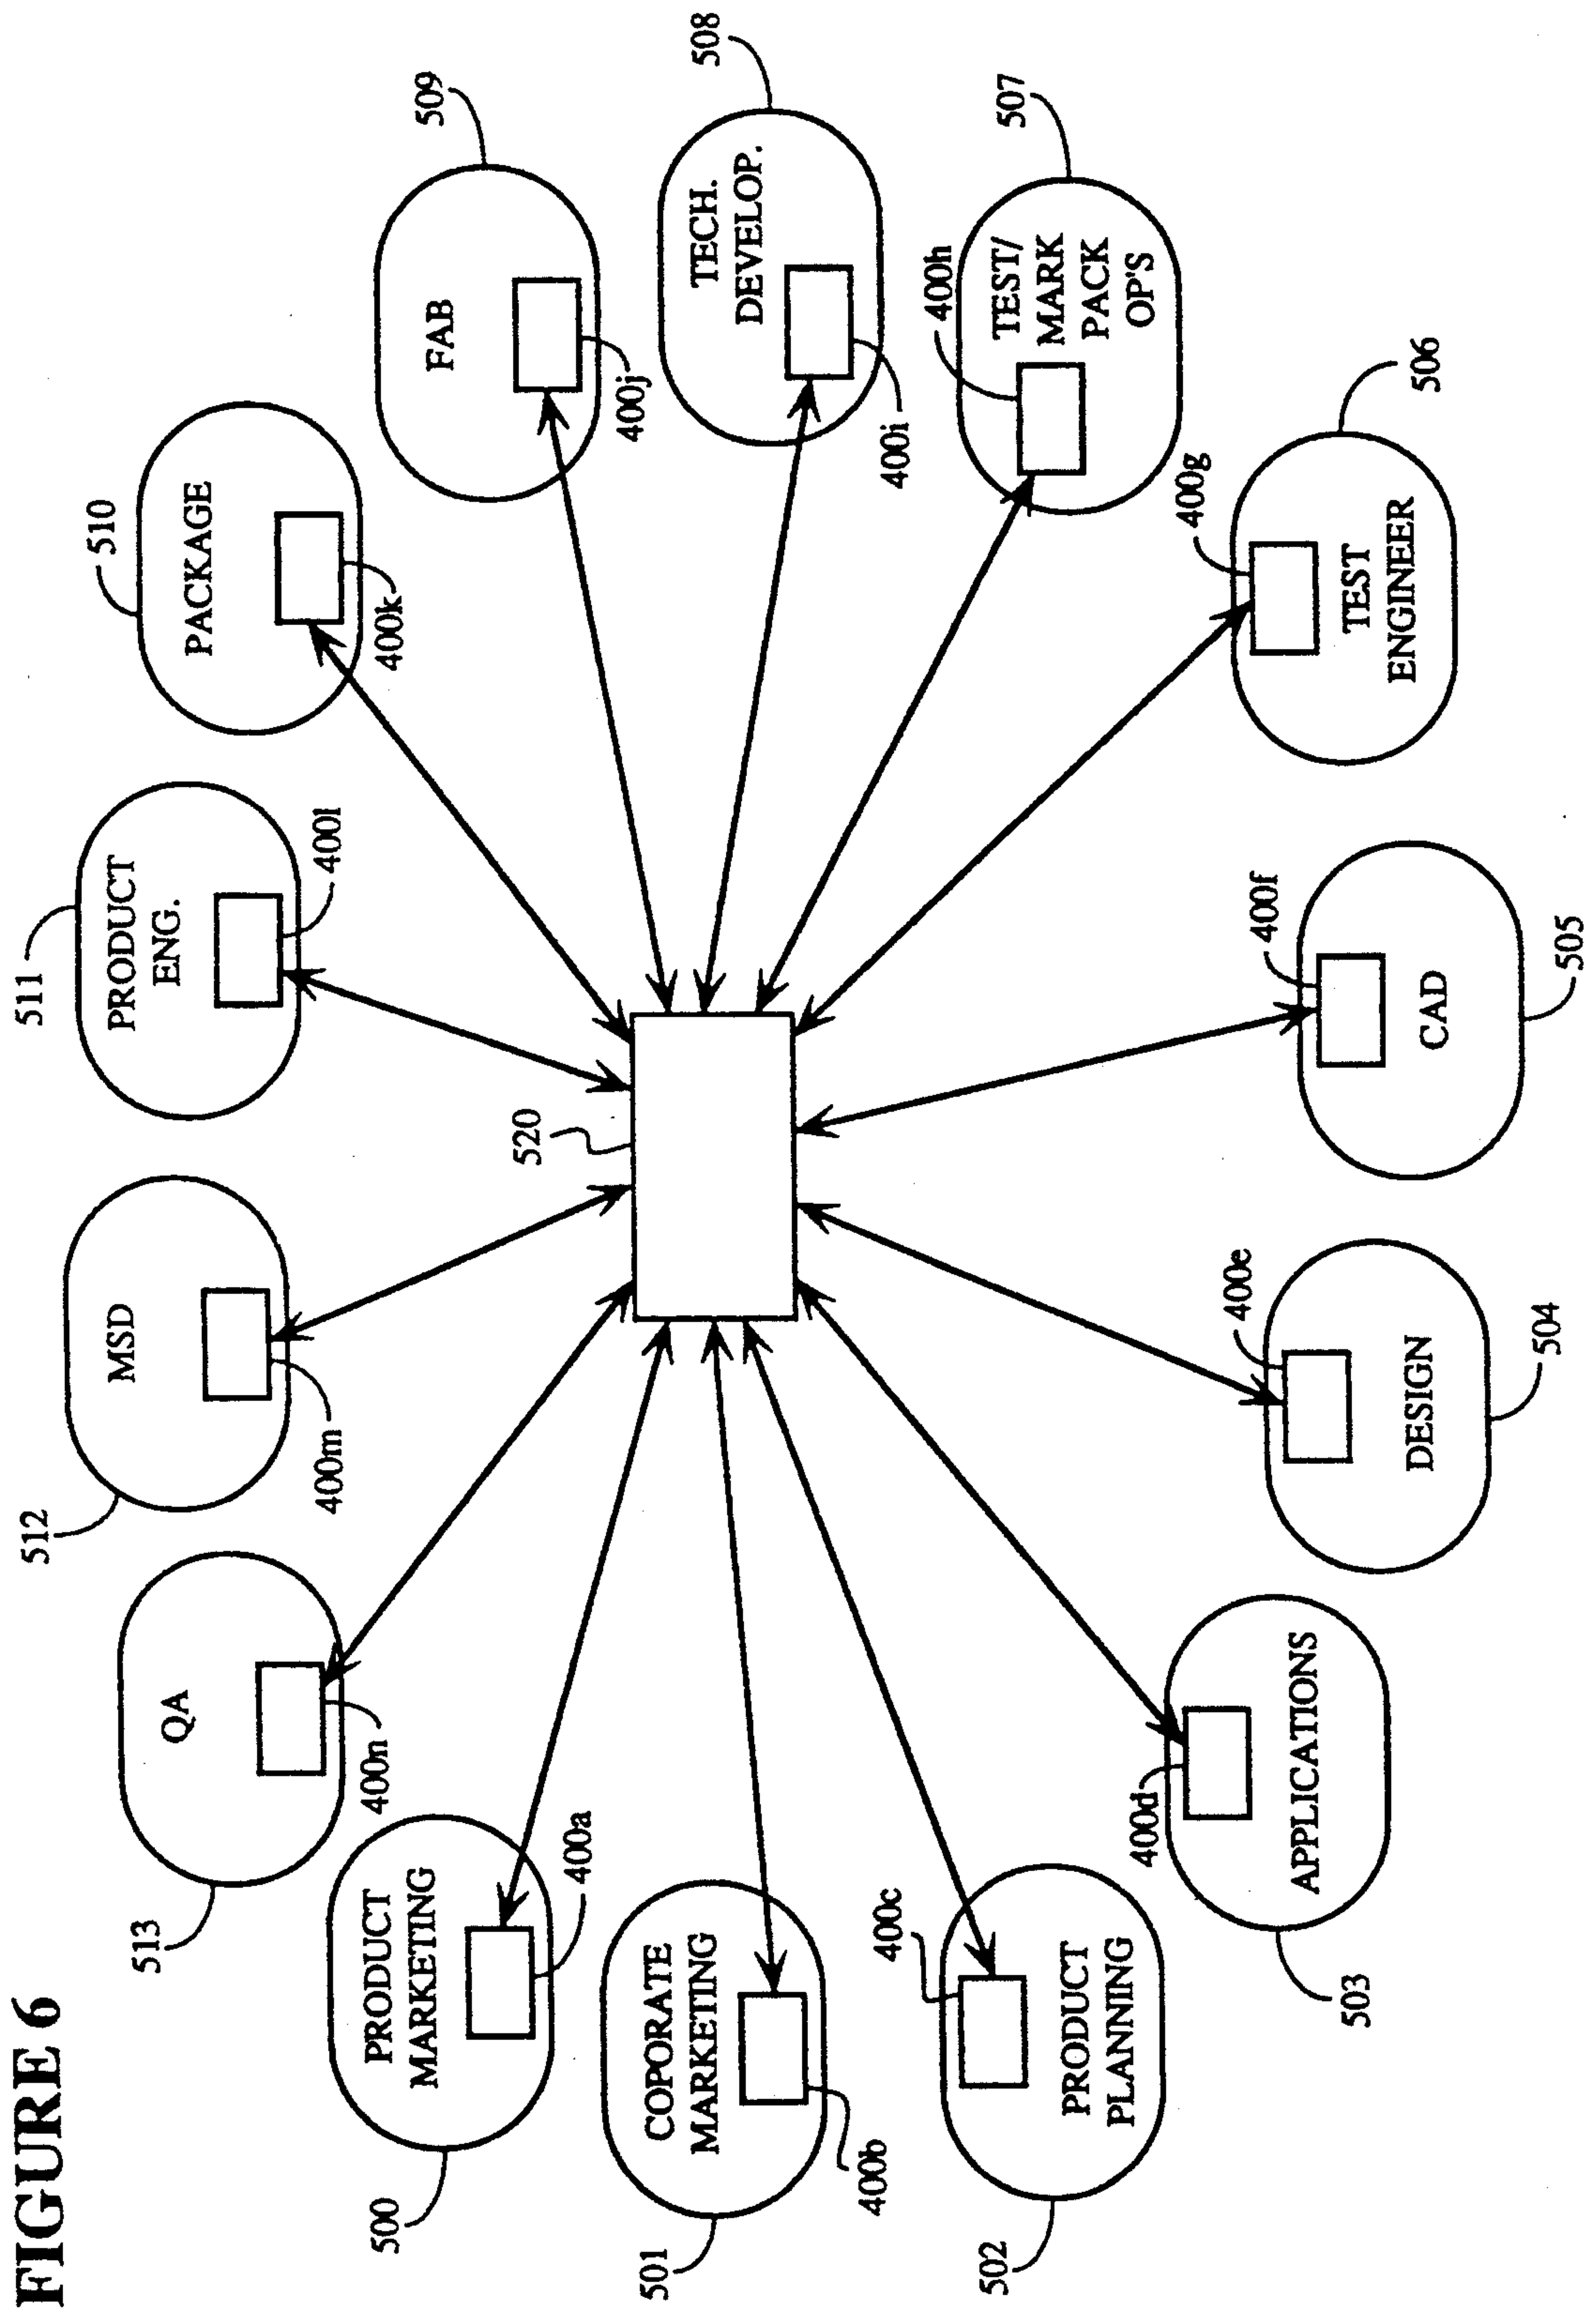 FIGURE 6
513
QA
400n
512
MSD
400m
511
PRODUCT
ENG.
400l
510
PACKAGE
400k
509
FAB
400j
508
TECH.
DEVELOP.
400i
507
TEST/
MARK
PACK
OP'S
400h
506
TEST
ENGINEER
400g
505
CAD
400f
504
DESIGN
400e
503
APPLICATIONS
400d
502
PRODUCT
PLANNING
400c
501
COPORATE
MARKETING
400b
500
PRODUCT
MARKETING
400a
520